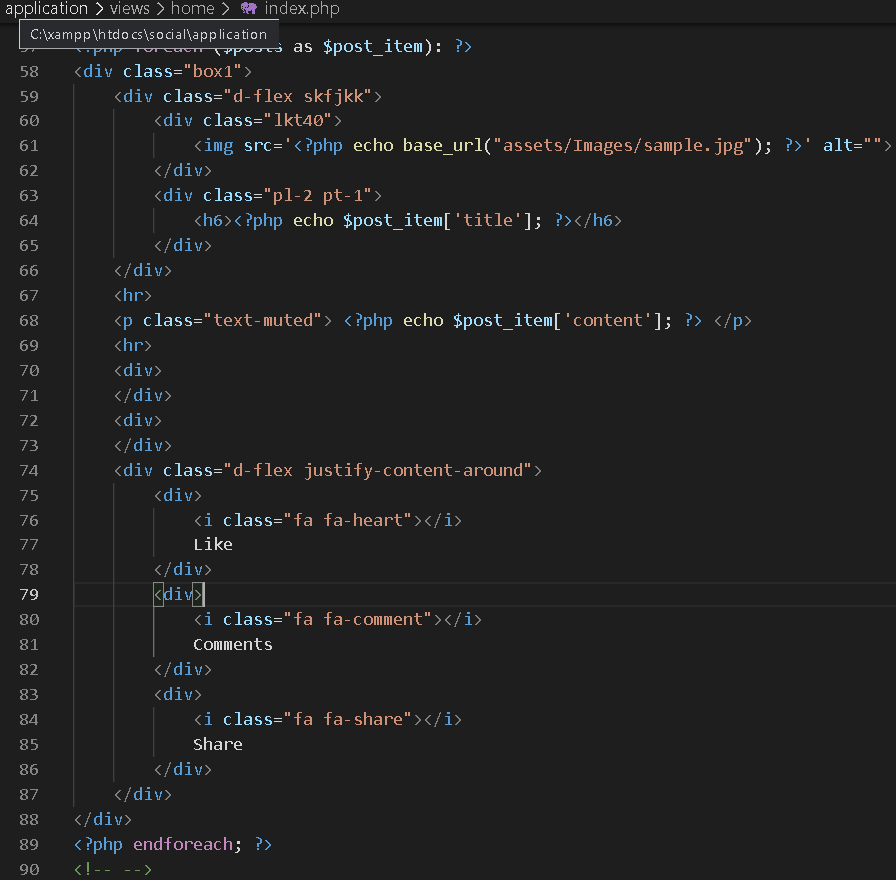 application > views > home > index.php
C:\xampp\htdocs\social\application
57 <?php foreach ($posts as $post_item): ?>
58 <div class="box1">
59 <div class="d-flex skfjkk">
60 <div class="lkt40">
61 <img src='<?php echo base_url("assets/Images/sample.jpg"); ?>' alt="">
62 </div>
63 <div class="pl-2 pt-1">
64 <h6><?php echo $post_item['title']; ?></h6>
65 </div>
66 </div>
67 <hr>
68 <p class="text-muted"> <?php echo $post_item['content']; ?> </p>
69 <hr>
70 <div>
71 </div>
72 <div>
73 </div>
74 <div class="d-flex justify-content-around">
75 <div>
76 <i class="fa fa-heart"></i>
77 Like
78 </div>
79 <div>
80 <i class="fa fa-comment"></i>
81 Comments
82 </div>
83 <div>
84 <i class="fa fa-share"></i>
85 Share
86 </div>
87 </div>
88 </div>
89 <?php endforeach; ?>
90 <!-- -->